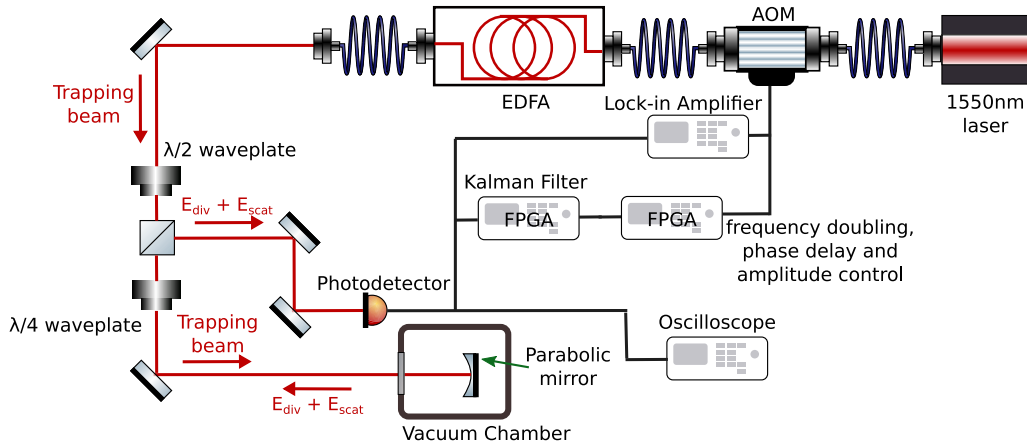 AOM
EDFA
1550nm
laser
Lock-in Amplifier
Trapping
beam
λ/2 waveplate
Kalman Filter
FPGA
FPGA
E_div + E_scat
frequency doubling,
phase delay and
amplitude control
Photodetector
λ/4 waveplate
Trapping
beam
Oscilloscope
Parabolic
mirror
E_div + E_scat
Vacuum Chamber